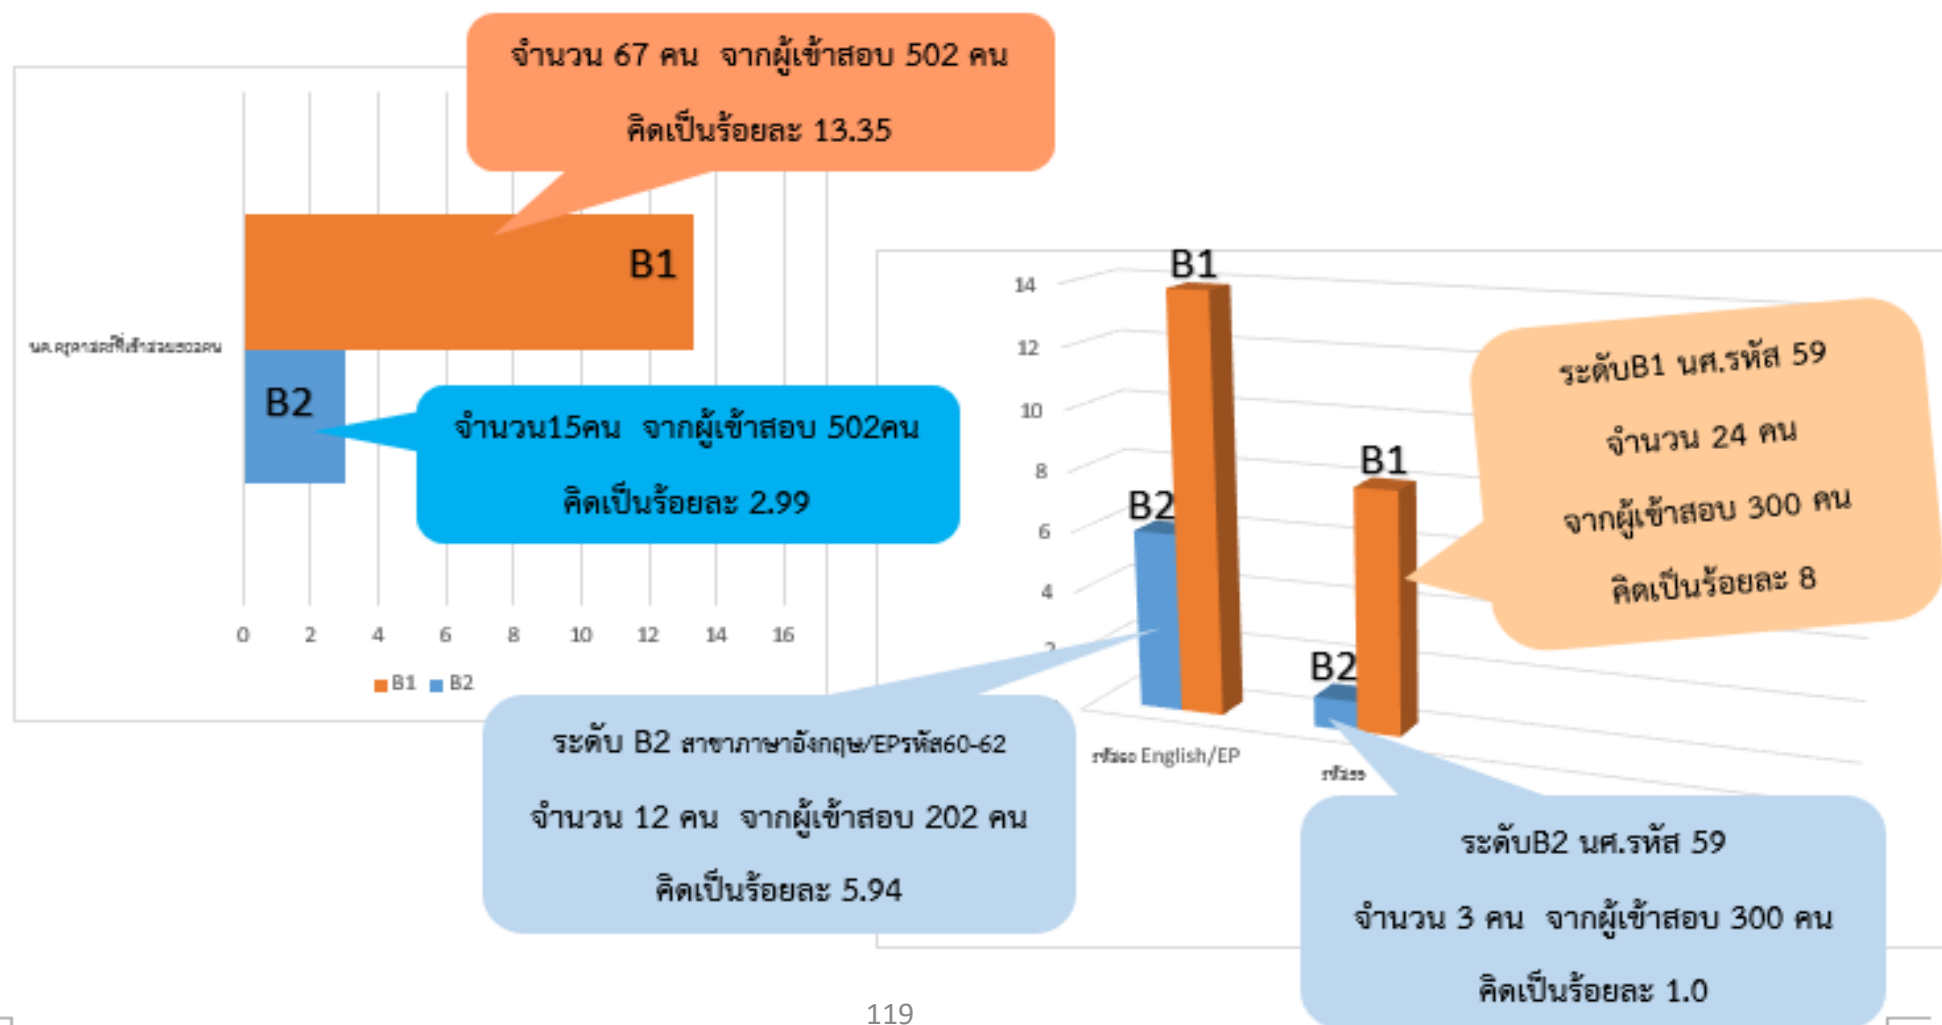 จำนวน 67 คน จากผู้เข้าสอบ 502 คน
คิดเป็นร้อยละ 13.35
B1
B2
จำนวน15คน จากผู้เข้าสอบ 502คน
คิดเป็นร้อยละ 2.99
0 2 4 6 8 10 12 14 16
B1 B2
14
12
10
8
6
4
2
B1
B2
B1
B2
English/EP
ระดับB1 นศ.รหัส 59
จำนวน 24 คน
จากผู้เข้าสอบ 300 คน
คิดเป็นร้อยละ 8
ระดับ B2 สาขาภาษาอังกฤษ/EPรหัส60-62
จำนวน 12 คน จากผู้เข้าสอบ 202 คน
คิดเป็นร้อยละ 5.94
ระดับB2 นศ.รหัส 59
จำนวน 3 คน จากผู้เข้าสอบ 300 คน
คิดเป็นร้อยละ 1.0
119